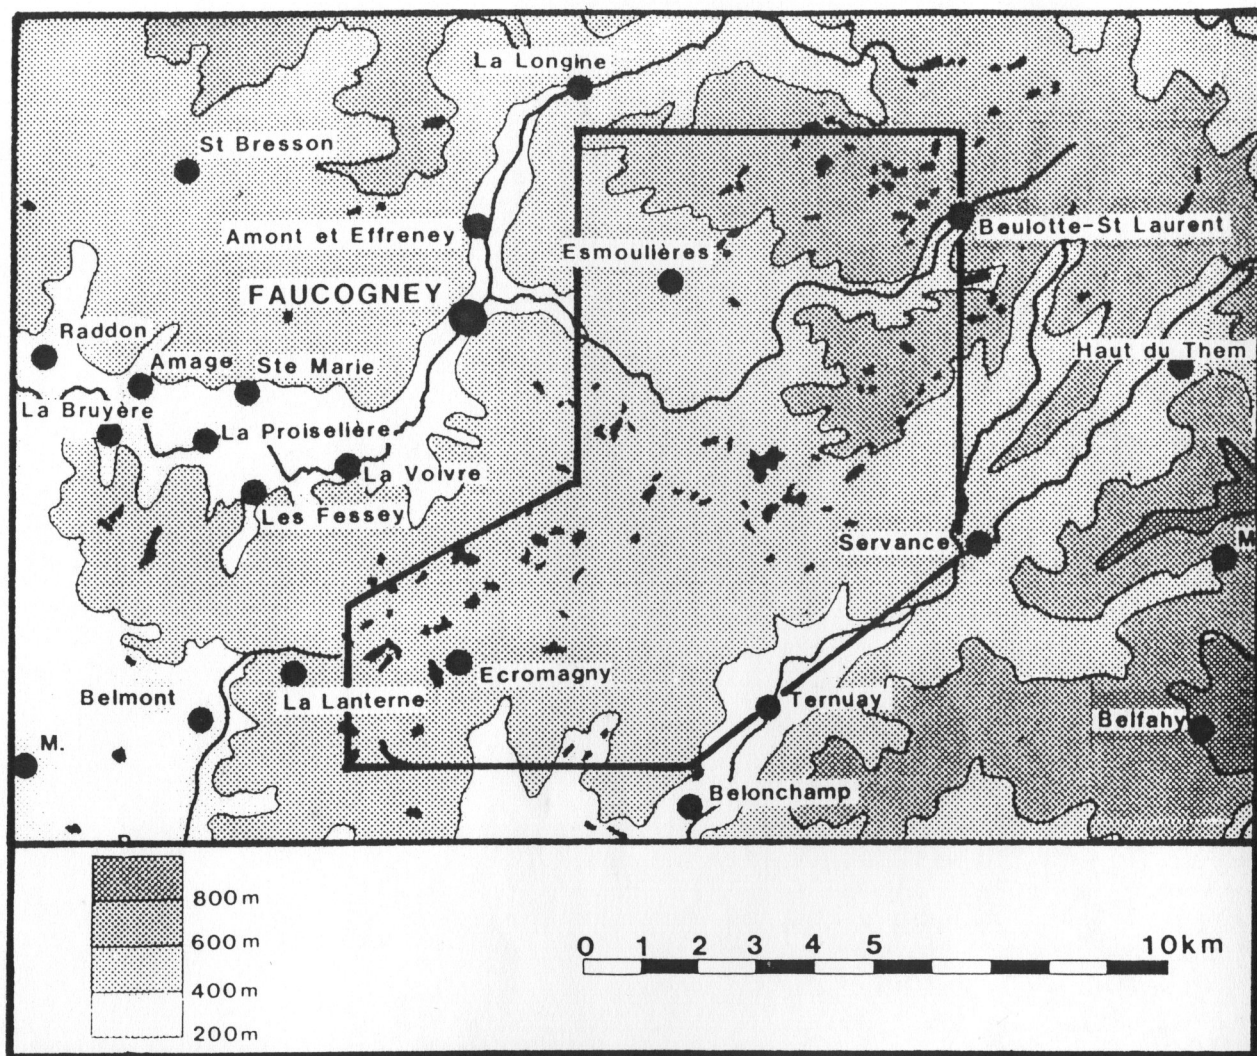 La Longine
St Bresson
Amont et Effreney
Beulotte-St Laurent
Esmoulières
FAUCOGNEY
Raddon
Amage
Ste Marie
Haut du Them
La Bruyère
La Proiselière
La Voivre
Les Fessey
Servance
M
Ecromagny
La Lanterne
Belmont
Ternuay
Belfahy
M.
Belonchamp
800m
600m
400m
200m
0 1 2 3 4 5 10km